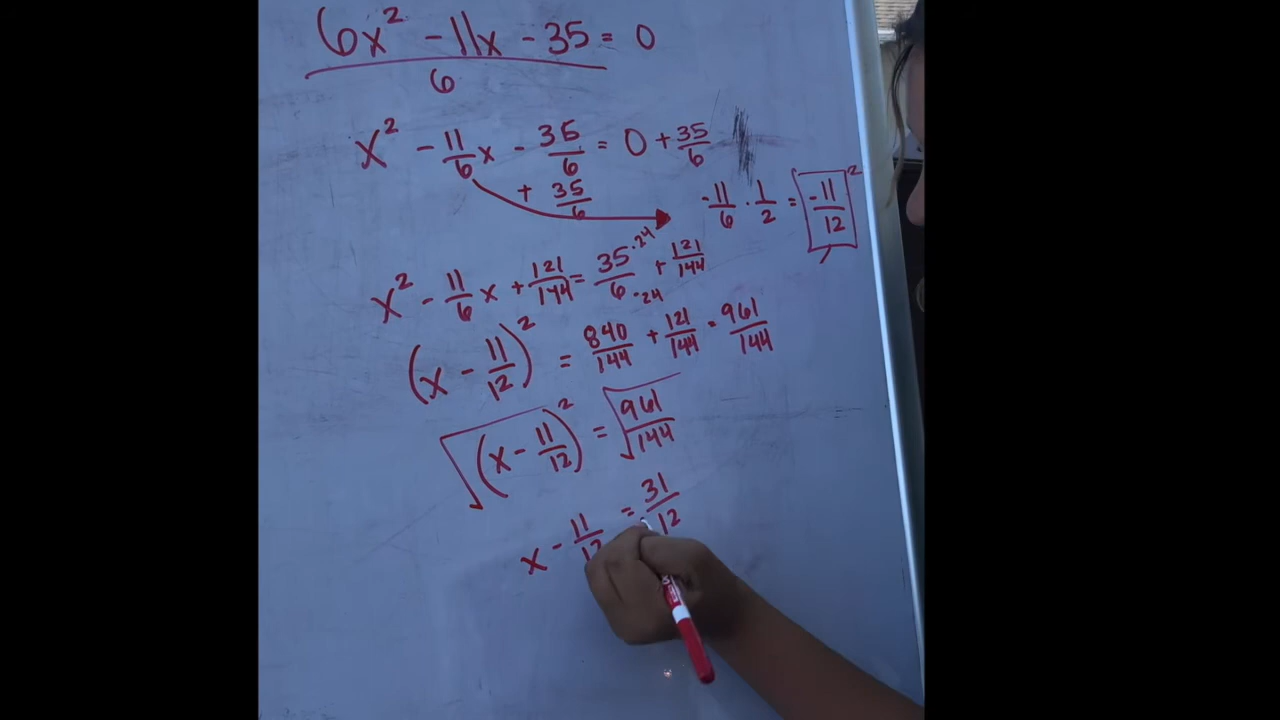 6x² - 11x - 35 = 0
6
x² - 11/6 x - 35/6 = 0 + 35/6
+ 35/6
-11/6 · 1/2 = -11/12 ²
x² - 11/6 x + 121/144 = 35·24/6·24 + 121/144
(x - 11/12)² = 840/144 + 121/144 = 961/144
√(x - 11/12)² = √961/144
x - 11/12 = 31/12